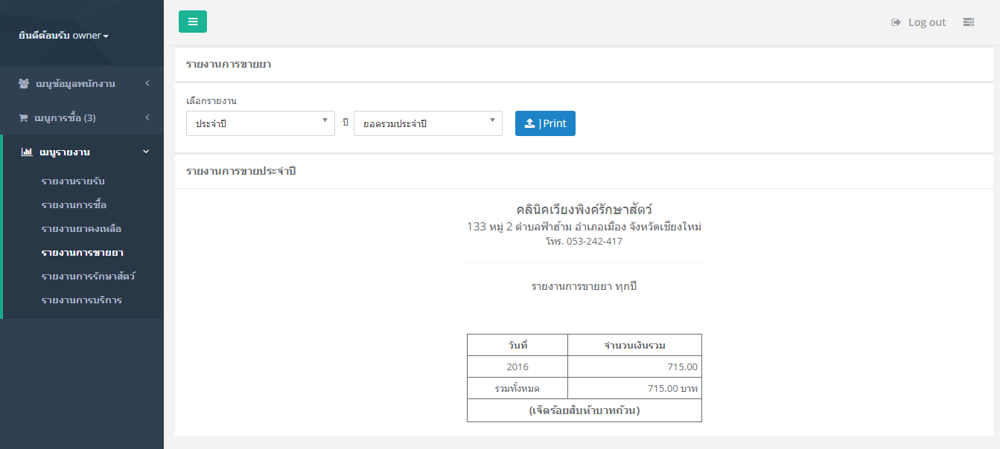 ยินดีต้อนรับ owner
Log out
เมนูข้อมูลพนักงาน
เมนูการซื้อ (3)
เมนูรายงาน
รายงานรายรับ
รายงานการซื้อ
รายงานยาคงเหลือ
รายงานการขายยา
รายงานการรักษาสัตว์
รายงานการบริการ
รายงานการขายยา
เลือกรายงาน
ประจำปี ปี ยอดรวมประจำปี |Print
รายงานการขายประจำปี
คลินิคเวียงพิงค์รักษาสัตว์
133 หมู่ 2 ตำบลฟ้าฮ่าม อำเภอเมือง จังหวัดเชียงใหม่
โทร. 053-242-417
รายงานการขายยา ทุกปี
วันที่ จำนวนเงินรวม
2016 715.00
รวมทั้งหมด 715.00 บาท
(เจ็ดร้อยสิบห้าบาทถ้วน)